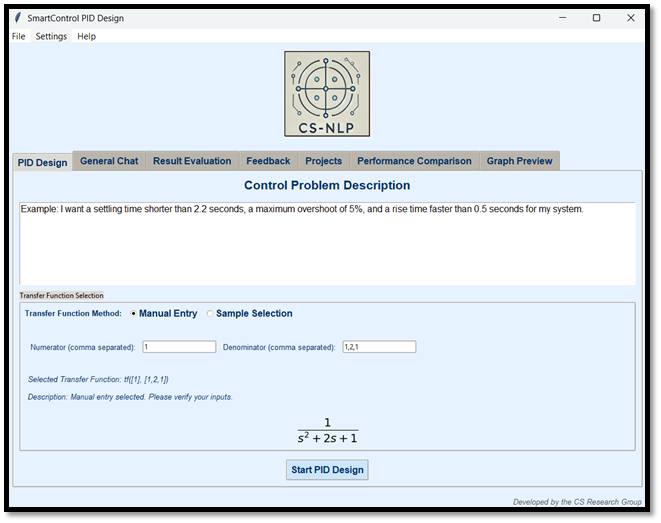 SmartControl PID Design
File Settings Help
CS-NLP
PID Design General Chat Result Evaluation Feedback Projects Performance Comparison Graph Preview
Control Problem Description
Example: I want a settling time shorter than 2.2 seconds, a maximum overshoot of 5%, and a rise time faster than 0.5 seconds for my system.
Transfer Function Selection
Transfer Function Method: Manual Entry Sample Selection
Numerator (comma separated): 1 Denominator (comma separated): 1,2,1
Selected Transfer Function: tf([1], [1,2,1])
Description: Manual entry selected. Please verify your inputs.
1
s² + 2s + 1
Start PID Design
Developed by the CS Research Group